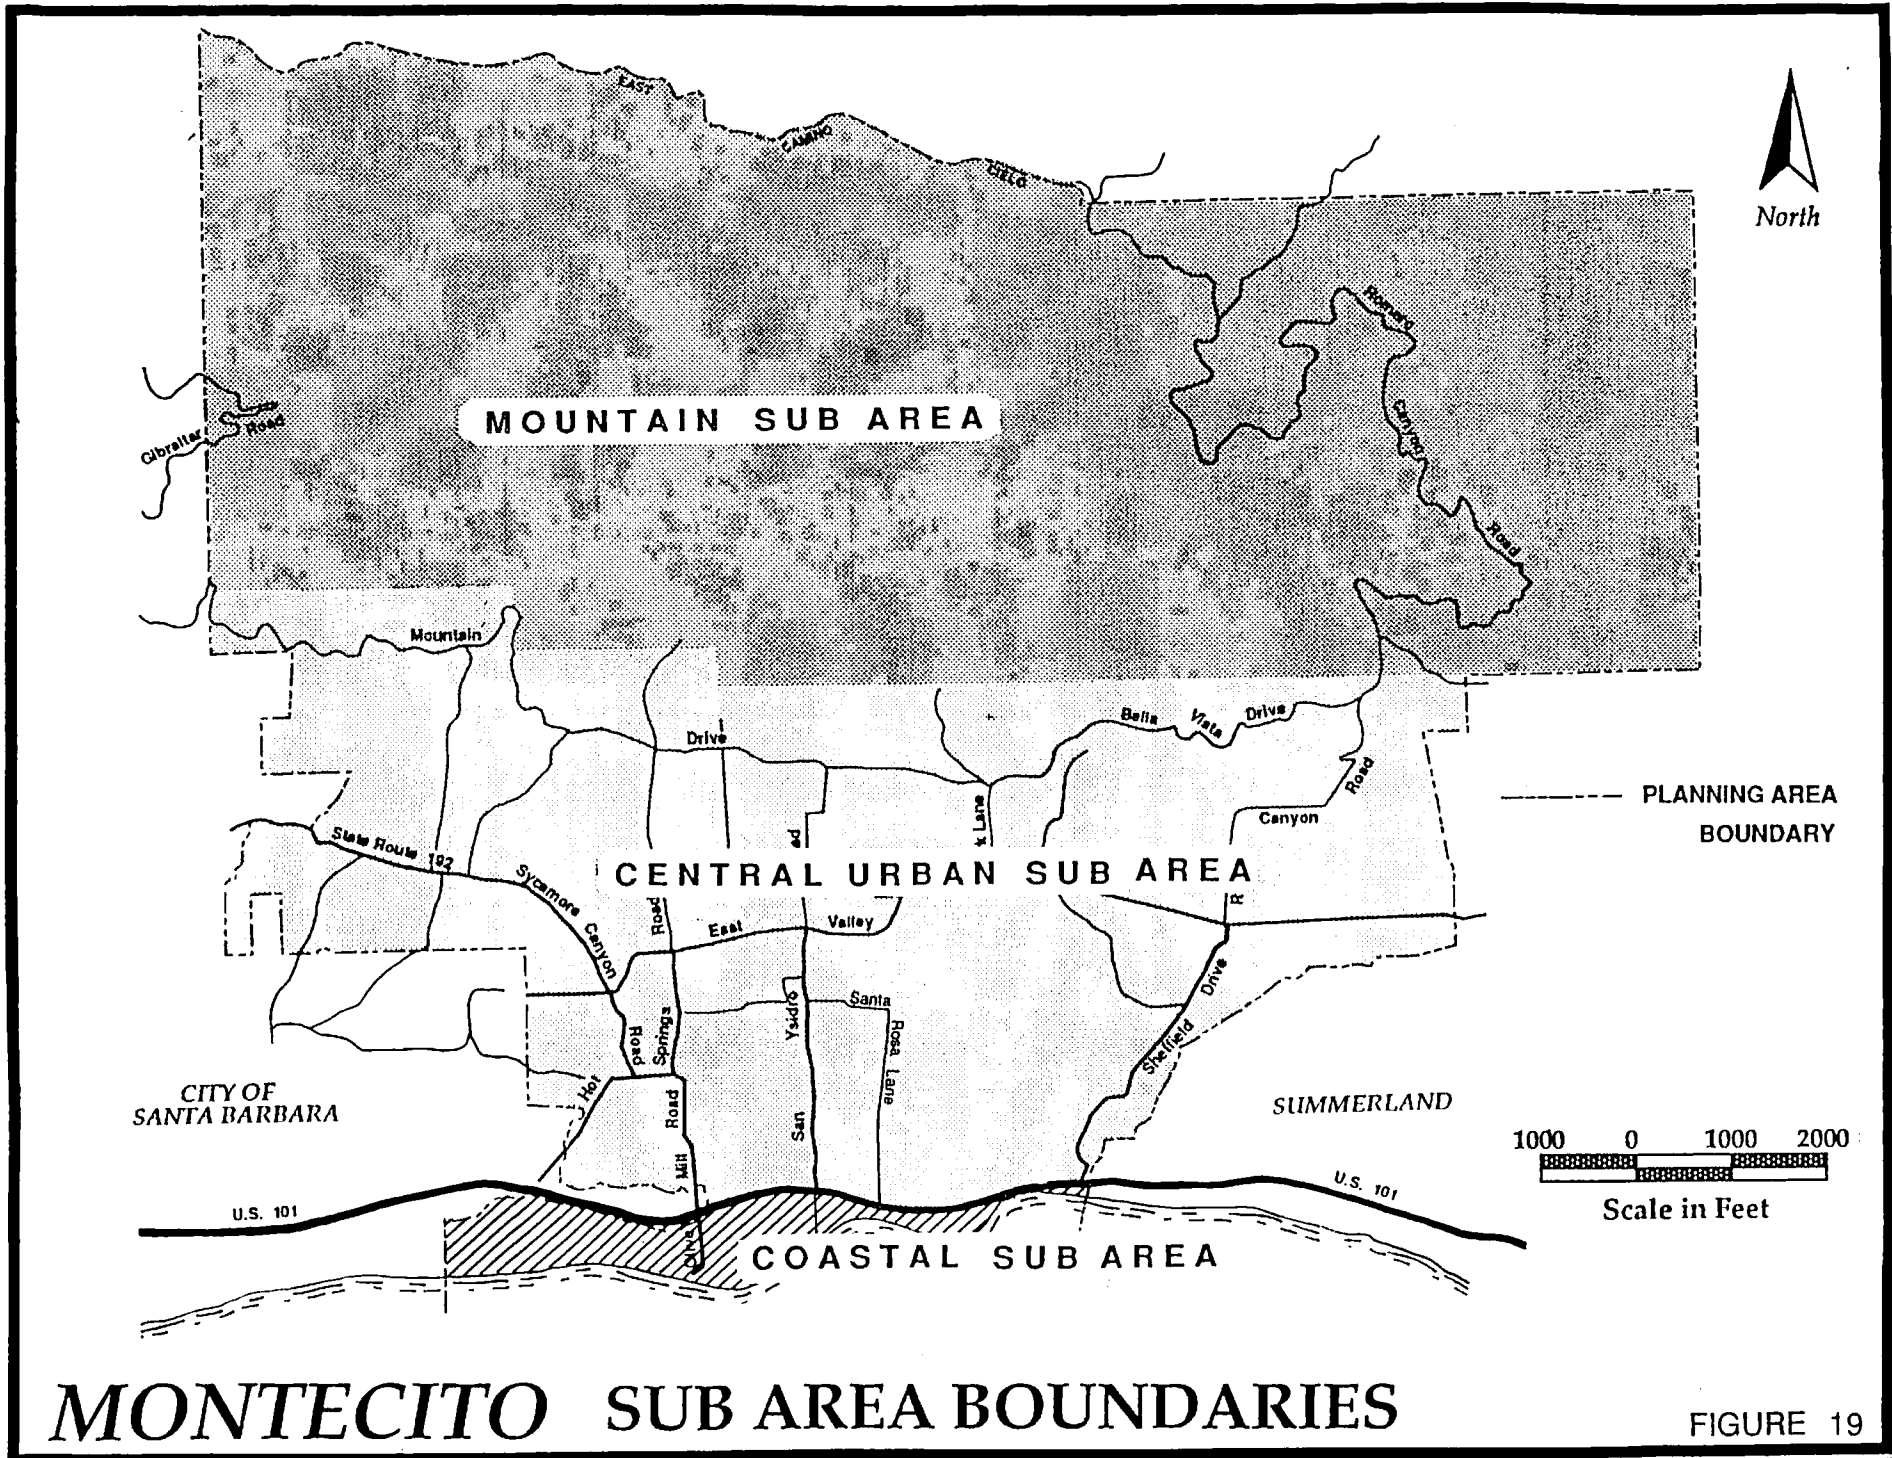 EAST
CAMINO
CIELO
North
Romero
Canyon
Road
Gibraltar
Road
MOUNTAIN SUB AREA
Mountain
Drive
Bella Vista Drive
Road
Canyon
R
PLANNING AREA
BOUNDARY
State Route 192
Sycamore
Canyon
Road
ed
k Lane
CENTRAL URBAN SUB AREA
Road
East
Valley
Springs
Ysidro
Santa
Rosa Lane
Drive
Sheffield
Hot
Road
San
Mill
CITY OF
SANTA BARBARA
SUMMERLAND
1000 0 1000 2000
Scale in Feet
U.S. 101
U.S. 101
Olive
COASTAL SUB AREA
MONTECITO SUB AREA BOUNDARIES
FIGURE 19